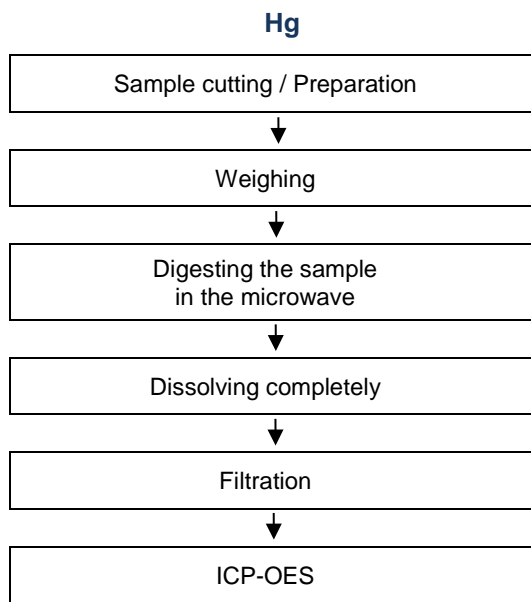 Hg
Sample cutting / Preparation
Weighing
Digesting the sample
in the microwave
Dissolving completely
Filtration
ICP-OES